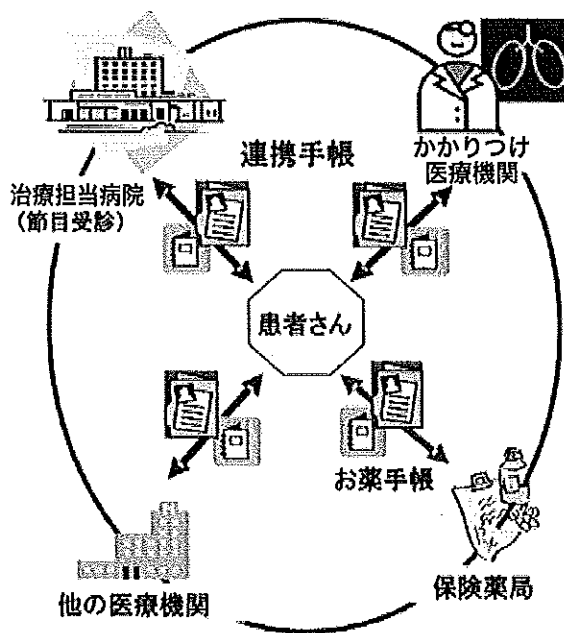 かかりつけ
医療機関
連携手帳
治療担当病院
(節目受診)
患者さん
お薬手帳
保険薬局
他の医療機関